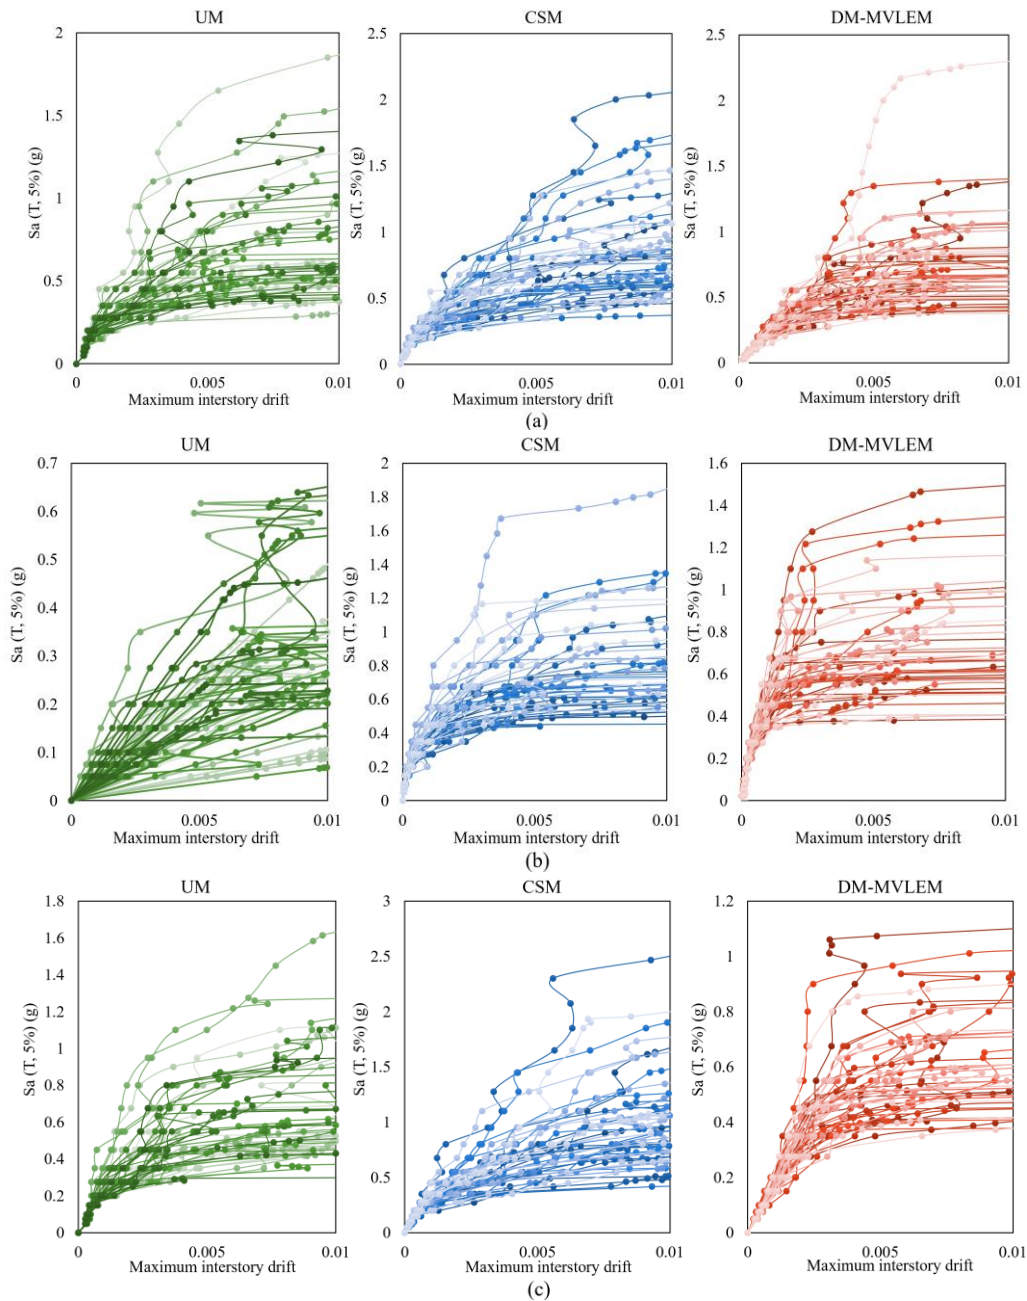 UM CSM DM-MVLEM
2 2.5 2.5
1.5 2 2
1 1.5 1.5
0.5 1 1
0 0.5 0.5
0 0
Sa (T, 5%) (g) Sa (T, 5%) (g) Sa (T, 5%) (g)
0 0.005 0.01 0 0.005 0.01 0 0.005 0.01
Maximum interstory drift Maximum interstory drift Maximum interstory drift
(a)
UM CSM DM-MVLEM
0.7 2 1.6
0.6 1.8 1.4
0.5 1.6 1.2
0.4 1.4 1
0.3 1.2 0.8
0.2 1 0.6
0.1 0.8 0.4
0 0.6 0.2
0.4 0
0.2
0
Sa (T, 5%) (g) Sa (T, 5%) (g) Sa (T, 5%) (g)
0 0.005 0.01 0 0.005 0.01 0 0.005 0.01
Maximum interstory drift Maximum interstory drift Maximum interstory drift
(b)
UM CSM DM-MVLEM
1.8 3 1.2
1.6 2.5 1
1.4 2 0.8
1.2 1.5 0.6
1 1 0.4
0.8 0.5 0.2
0.6 0 0
0.4
0.2
0
Sa (T, 5%) (g) Sa (T, 5%) (g) Sa (T, 5%) (g)
0 0.005 0.01 0 0.005 0.01 0 0.005 0.01
Maximum interstory drift Maximum interstory drift Maximum interstory drift
(c)